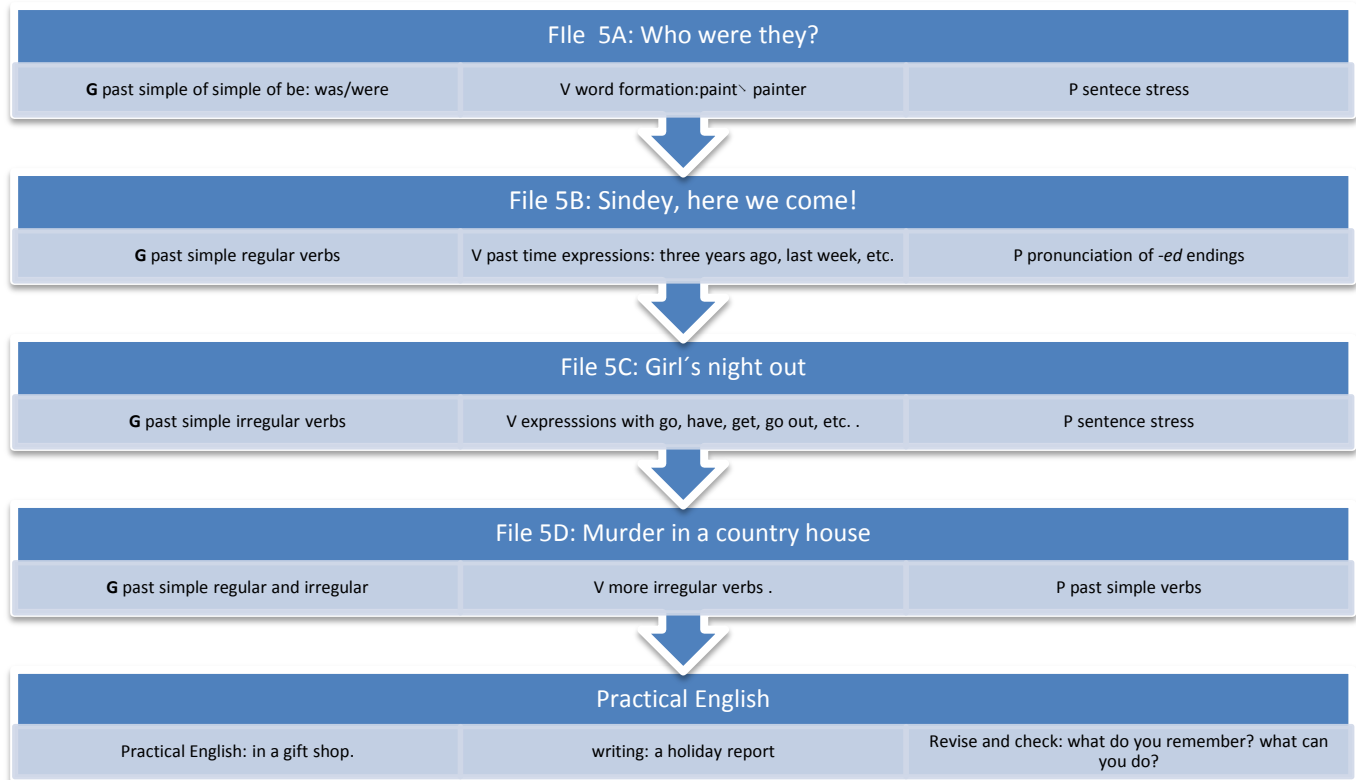 FIle 5A: Who were they?
G past simple of simple of be: was/were
V word formation:paint↘ painter
P sentece stress
File 5B: Sindey, here we come!
G past simple regular verbs
V past time expressions: three years ago, last week, etc.
P pronunciation of -ed endings
File 5C: Girl´s night out
G past simple irregular verbs
V expresssions with go, have, get, go out, etc. .
P sentence stress
File 5D: Murder in a country house
G past simple regular and irregular
V more irregular verbs .
P past simple verbs
Practical English
Practical English: in a gift shop.
writing: a holiday report
Revise and check: what do you remember? what can
you do?